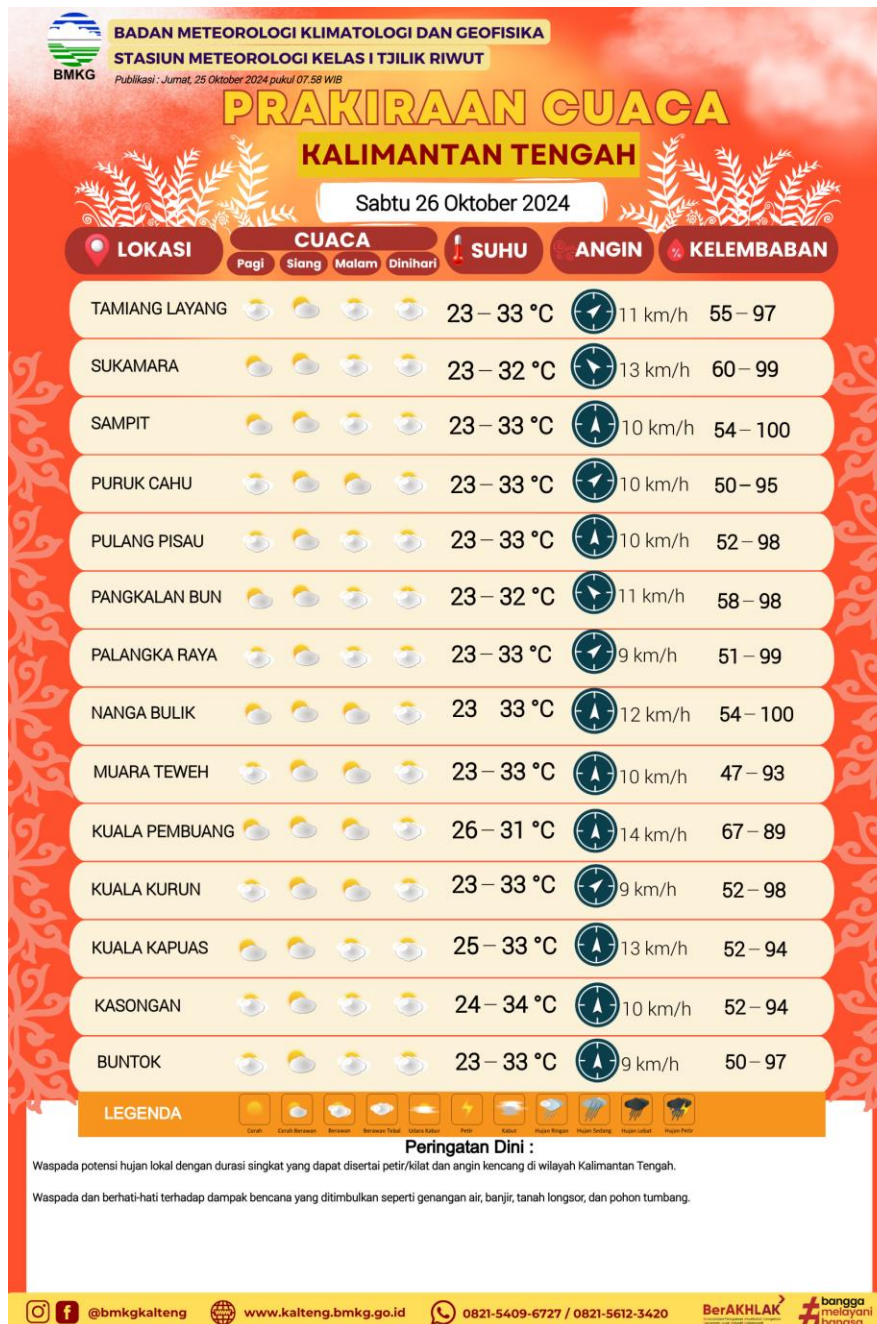 BADAN METEOROLOGI KLIMATOLOGI DAN GEOFISIKA
STASIUN METEOROLOGI KELAS I TJILIK RIWUT
BMKG
Publikasi : Jumat, 25 Oktober 2024 pukul 07.58 WIB
PRAKIRAAN CUACA
KALIMANTAN TENGAH
Sabtu 26 Oktober 2024
LOKASI CUACA SUHU ANGIN KELEMBABAN
Pagi Siang Malam Dinihari
TAMIANG LAYANG 23 – 33 °C 11 km/h 55 – 97
SUKAMARA 23 – 32 °C 13 km/h 60 – 99
SAMPIT 23 – 33 °C 10 km/h 54 – 100
PURUK CAHU 23 – 33 °C 10 km/h 50 – 95
PULANG PISAU 23 – 33 °C 10 km/h 52 – 98
PANGKALAN BUN 23 – 32 °C 11 km/h 58 – 98
PALANGKA RAYA 23 – 33 °C 9 km/h 51 – 99
NANGA BULIK 23 33 °C 12 km/h 54 – 100
MUARA TEWEH 23 – 33 °C 10 km/h 47 – 93
KUALA PEMBUANG 26 – 31 °C 14 km/h 67 – 89
KUALA KURUN 23 – 33 °C 9 km/h 52 – 98
KUALA KAPUAS 25 – 33 °C 13 km/h 52 – 94
KASONGAN 24 – 34 °C 10 km/h 52 – 94
BUNTOK 23 – 33 °C 9 km/h 50 – 97
LEGENDA
Cerah Cerah Berawan Berawan Berawan Tebal Udara Kabur Petir Kabut Hujan Ringan Hujan Sedang Hujan Lebat Hujan Petir
Peringatan Dini :
Waspada potensi hujan lokal dengan durasi singkat yang dapat disertai petir/kilat dan angin kencang di wilayah Kalimantan Tengah.
Waspada dan berhati-hati terhadap dampak bencana yang ditimbulkan seperti genangan air, banjir, tanah longsor, dan pohon tumbang.
@bmkgkalteng www.kalteng.bmkg.go.id 0821-5409-6727 / 0821-5612-3420 BerAKHLAK
# bangga
melayani
bangsa